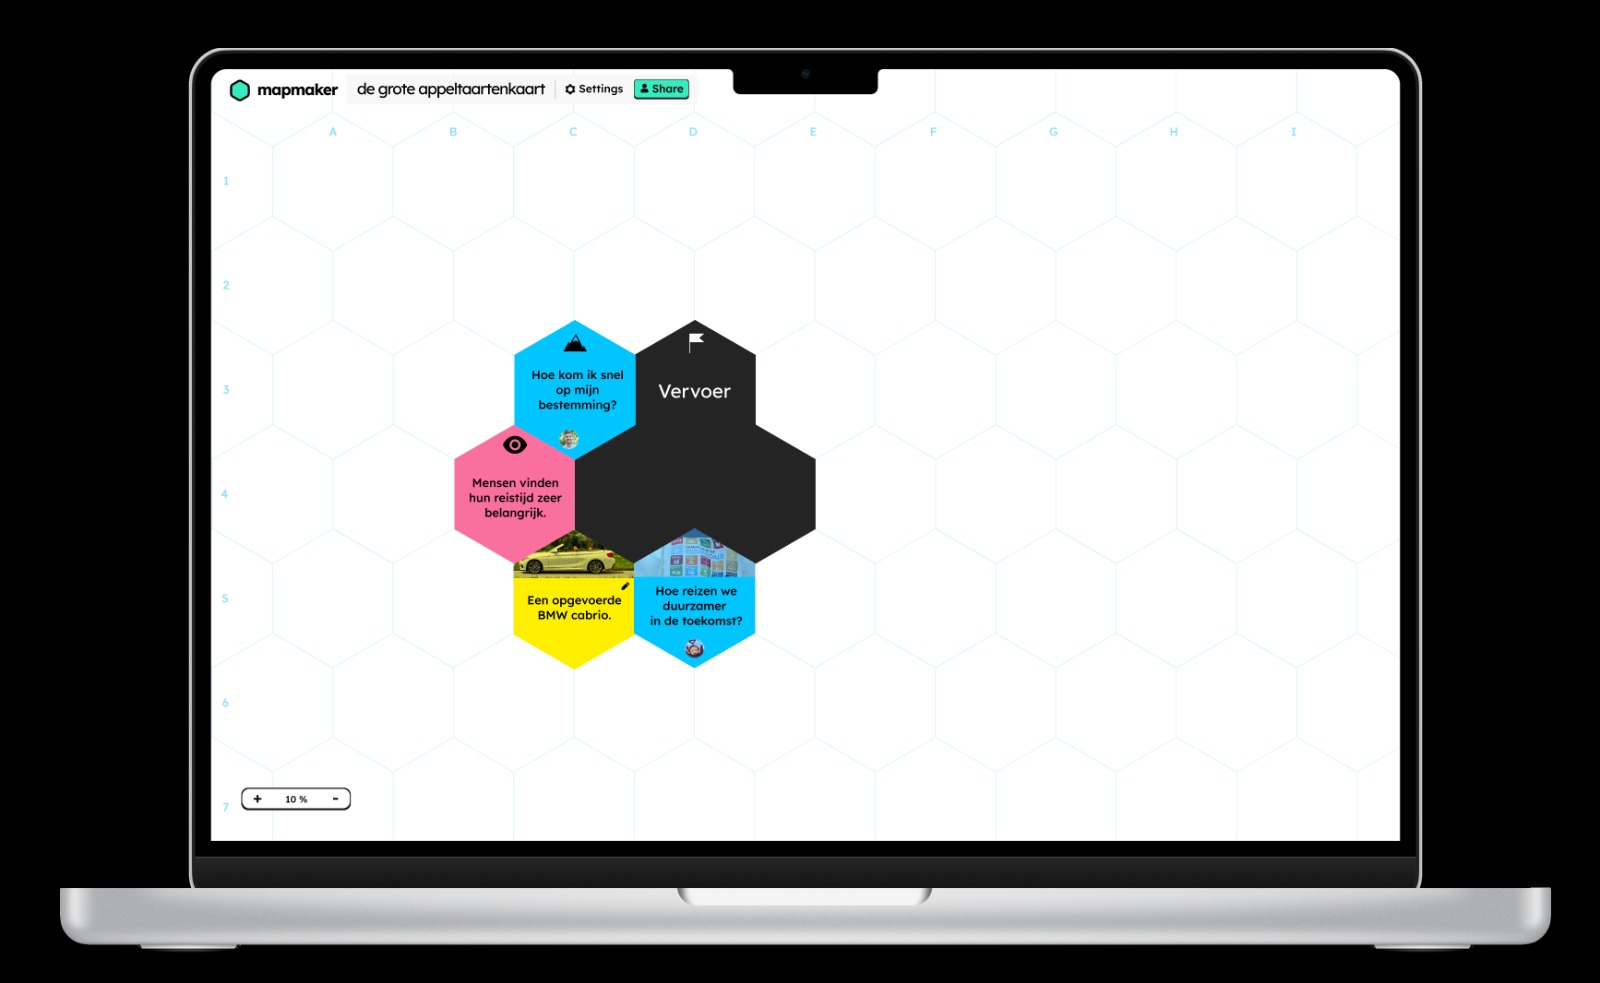 mapmaker
de grote appeltaartenkaart
Settings
Share
A B C D E F G H I
1
2
3
4
5
6
7
Hoe kom ik snel
op mijn
bestemming?
Vervoer
Mensen vinden
hun reistijd zeer
belangrijk.
Een opgevoerde
BMW cabrio.
Hoe reizen we
duurzamer
in de toekomst?
+ 10 % -